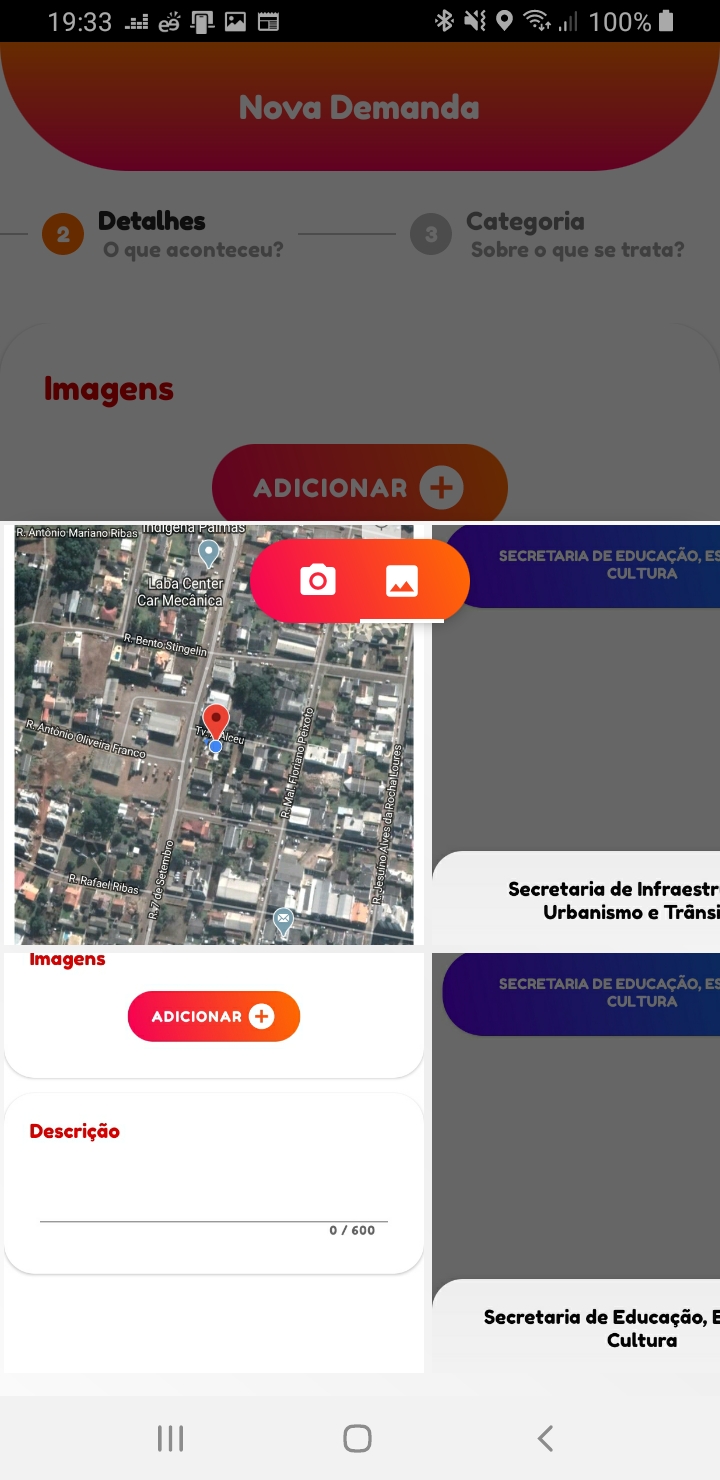 19:33
100%
Nova Demanda
2
Detalhes
O que aconteceu?
3
Categoria
Sobre o que se trata?
Imagens
ADICIONAR
Indígena Palmas
R. Antônio Mariano Ribas
Laba Center
Car Mecânica
R. Bento Stingelin
R. Antônio Oliveira Franco
Alceu
R. Mal. Floriano Peixoto
R. Jesuíno Alves da Rocha Loures
R. 7 de Setembro
R. Rafael Ribas
SECRETARIA DE EDUCAÇÃO, ES
CULTURA
Secretaria de Infraestr
Urbanismo e Trânsi
Imagens
ADICIONAR
Descrição
0 / 600
SECRETARIA DE EDUCAÇÃO, ES
CULTURA
Secretaria de Educação, E
Cultura